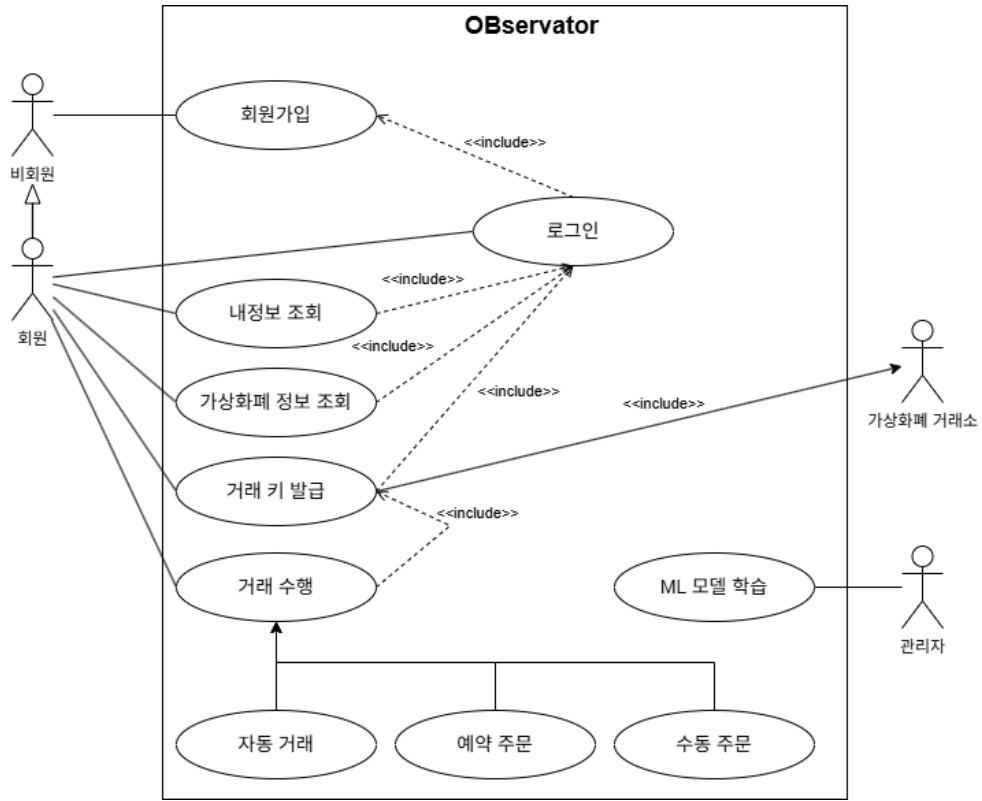 OBservator
회원가입
<<include>>
비회원
로그인
<<include>>
내정보 조회
회원
<<include>>
가상화폐 정보 조회
<<include>>
<<include>>
가상화폐 거래소
거래 키 발급
<<include>>
거래 수행
ML 모델 학습
관리자
자동 거래
예약 주문
수동 주문